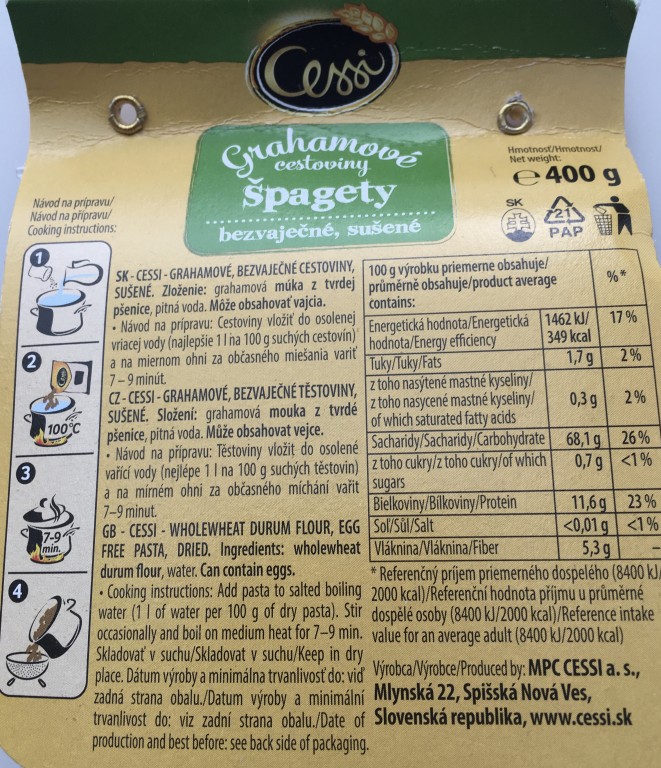 Cessi
Grahamové
cestoviny
Špagety
bezvaječné, sušené
Hmotnosť/Hmotnost/
Net weight:
℮ 400 g
SK
21
PAP
Návod na prípravu/
Návod na přípravu/
Cooking instructions:
1
2
100°C
3
7-9
min.
4
SK - CESSI - GRAHAMOVÉ, BEZVAJEČNÉ CESTOVINY,
SUŠENÉ. Zloženie: grahamová múka z tvrdej
pšenice, pitná voda. Môže obsahovať vajcia.
• Návod na prípravu: Cestoviny vložiť do osolenej
vriacej vody (najlepšie 1 l na 100 g suchých cestovín)
a na miernom ohni za občasného miešania variť
7 – 9 minút.
CZ - CESSI - GRAHAMOVÉ, BEZVAJEČNÉ TĚSTOVINY,
SUŠENÉ. Složení: grahamová mouka z tvrdé
pšenice, pitná voda. Může obsahovat vejce.
• Návod na přípravu: Těstoviny vložit do osolené
vařící vody (nejlépe 1 l na 100 g suchých těstovin)
a na mírném ohni za občasného míchání vařit
7–9 minut.
GB - CESSI - WHOLEWHEAT DURUM FLOUR, EGG
FREE PASTA, DRIED. Ingredients: wholewheat
durum flour, water. Can contain eggs.
• Cooking instructions: Add pasta to salted boiling
water (1 l of water per 100 g of dry pasta). Stir
occasionally and boil on medium heat for 7–9 min.
Skladovať v suchu/Skladovat v suchu/Keep in dry
place. Dátum výroby a minimálna trvanlivosť do: viď
zadná strana obalu./Datum výroby a minimální
trvanlivost do: viz zadní strana obalu./Date of
production and best before: see back side of packaging.
100 g výrobku priemerne obsahuje/
průměrně obsahuje/product average
contains:
%*
Energetická hodnota/Energetická
hodnota/Energy efficiency
1462 kJ/
349 kcal
17 %
Tuky/Tuky/Fats 1,7 g 2 %
z toho nasýtené mastné kyseliny/
z toho nasycené mastné kyseliny/
of which saturated fatty acids
0,3 g 2 %
Sacharidy/Sacharidy/Carbohydrate 68,1 g 26 %
z toho cukry/z toho cukry/of which
sugars
0,7 g <1 %
Bielkoviny/Bílkoviny/Protein 11,6 g 23 %
Soľ/Sůl/Salt <0,01 g <1 %
Vláknina/Vláknina/Fiber 5,3 g –
* Referenčný príjem priemerného dospelého (8400 kJ/
2000 kcal)/Referenční hodnota příjmu u průměrné
dospělé osoby (8400 kJ/2000 kcal)/Reference intake
value for an average adult (8400 kJ/2000 kcal)
Výrobca/Výrobce/Produced by: MPC CESSI a. s.,
Mlynská 22, Spišská Nová Ves,
Slovenská republika, www.cessi.sk